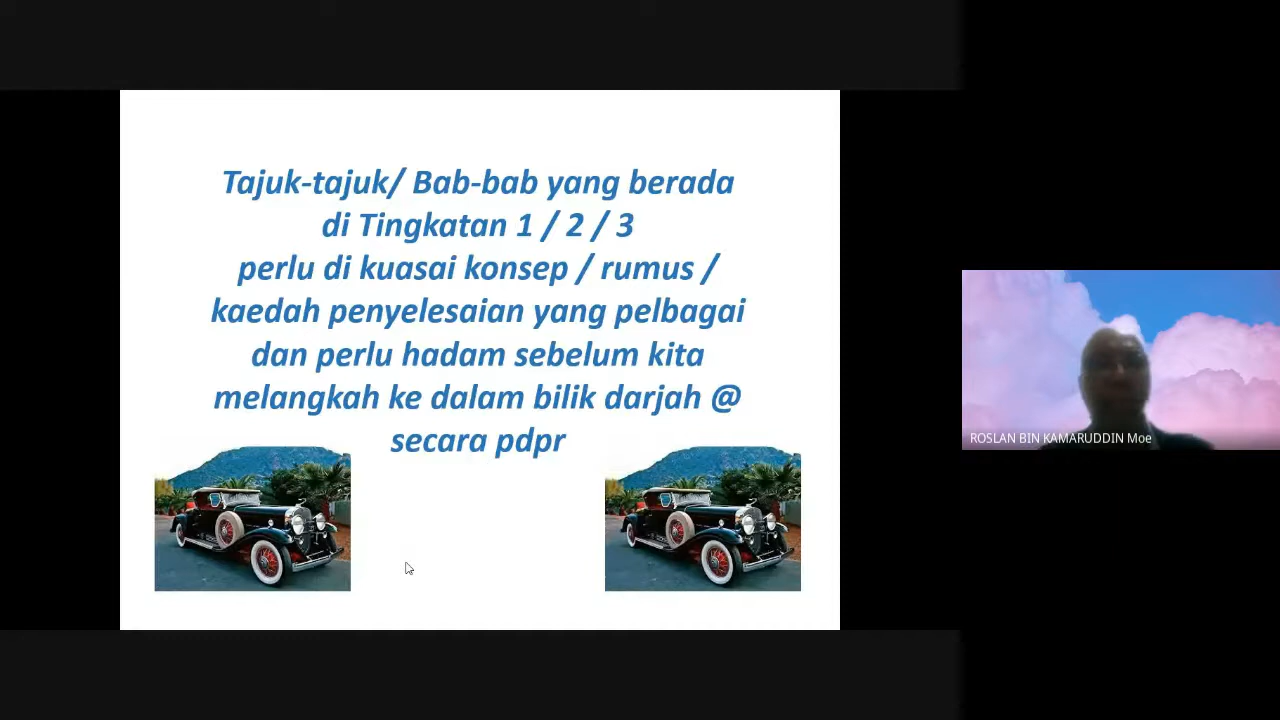 Tajuk-tajuk/ Bab-bab yang berada
di Tingkatan 1 / 2 / 3
perlu di kuasai konsep / rumus /
kaedah penyelesaian yang pelbagai
dan perlu hadam sebelum kita
melangkah ke dalam bilik darjah @
secara pdpr
ROSLAN BIN KAMARUDDIN Moe